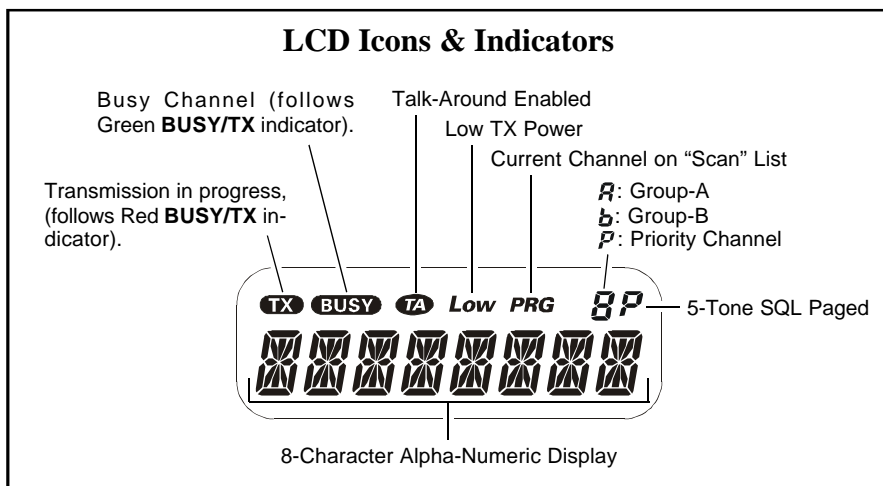 LCD Icons & Indicators
Busy Channel (follows
Green BUSY/TX indicator).
Talk-Around Enabled
Low TX Power
Current Channel on “Scan” List
A: Group-A
b: Group-B
P: Priority Channel
Transmission in progress,
(follows Red BUSY/TX in-
dicator).
TX BUSY TA Low PRG 8P
5-Tone SQL Paged
8-Character Alpha-Numeric Display